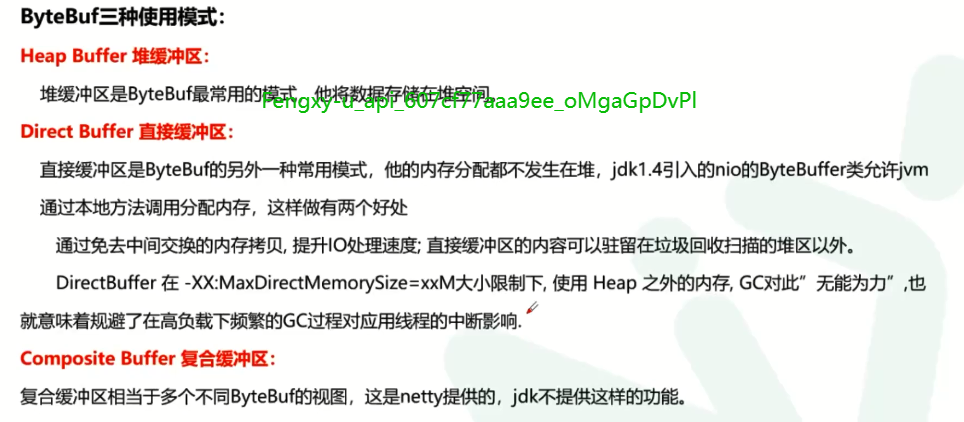 ByteBuf三种使用模式：
Heap Buffer 堆缓冲区：
堆缓冲区是ByteBuf最常用的模式，他将数据存储在堆空间。
Direct Buffer 直接缓冲区：
直接缓冲区是ByteBuf的另外一种常用模式，他的内存分配都不发生在堆，jdk1.4引入的nio的ByteBuffer类允许jvm
通过本地方法调用分配内存，这样做有两个好处
通过免去中间交换的内存拷贝, 提升IO处理速度; 直接缓冲区的内容可以驻留在垃圾回收扫描的堆区以外。
DirectBuffer 在 -XX:MaxDirectMemorySize=xxM大小限制下, 使用 Heap 之外的内存, GC对此”无能为力”,也
就意味着规避了在高负载下频繁的GC过程对应用线程的中断影响.
Composite Buffer 复合缓冲区：
复合缓冲区相当于多个不同ByteBuf的视图，这是netty提供的，jdk不提供这样的功能。